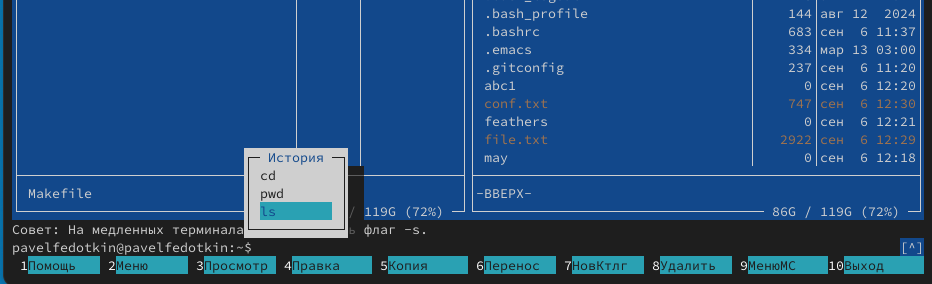 .bash_profile 144 авг 12 2024
.bashrc 683 сен 6 11:37
.emacs 334 мар 13 03:00
.gitconfig 237 сен 6 11:20
abc1 0 сен 6 12:20
conf.txt 747 сен 6 12:30
feathers 0 сен 6 12:21
file.txt 2922 сен 6 12:29
may 0 сен 6 12:18
История
cd
pwd
ls
Makefile
-ВВЕРХ-
/ 119G (72%)
86G / 119G (72%)
Совет: На медленных терминала флаг -s.
pavelfedotkin@pavelfedotkin:~$
[^]
1Помощь 2Меню 3Просмотр 4Правка 5Копия 6Перенос 7НовКтлг 8Удалить 9МенюМС 10Выход